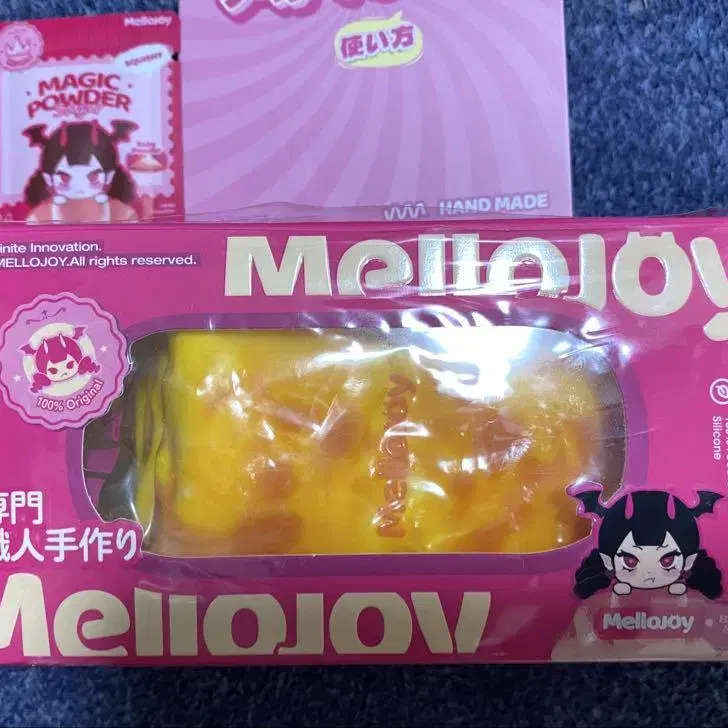 Mellojoy
SQUISHY
MAGIC
POWDER
使い方
HAND MADE
inite Innovation.
MELLOJOY.All rights reserved.
MellOJOY
100% Original
Silicone
専門
職人手作り
MellOJOY
MellOJOY
MellOJOY